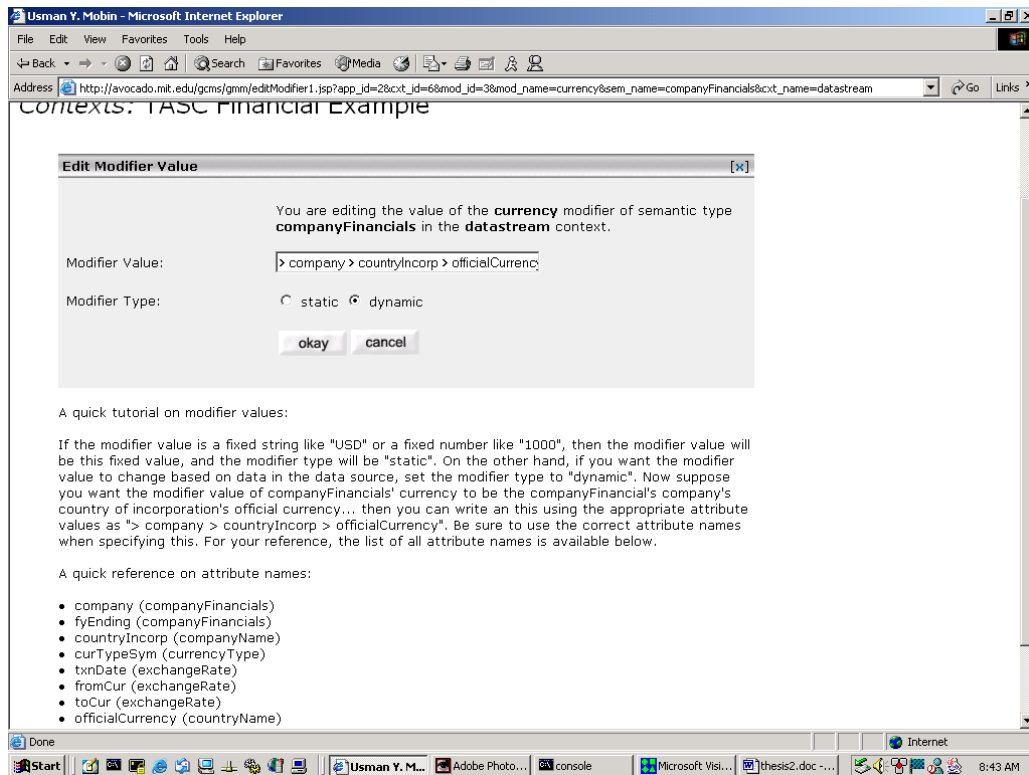 Usman Y. Mobin - Microsoft Internet Explorer
File Edit View Favorites Tools Help
Back Search Favorites Media
Address http://avocado.mit.edu/gcms/gmm/editModifier1.jsp?app_id=2&cxt_id=6&mod_id=3&mod_name=currency&sem_name=companyFinancials&cxt_name=datastream Go Links
Contexts: TASC Financial Example
Edit Modifier Value [x]
You are editing the value of the currency modifier of semantic type
companyFinancials in the datastream context.
Modifier Value: > company > countryIncorp > officialCurrency
Modifier Type: static dynamic
okay cancel
A quick tutorial on modifier values:
If the modifier value is a fixed string like "USD" or a fixed number like "1000", then the modifier value will
be this fixed value, and the modifier type will be "static". On the other hand, if you want the modifier
value to change based on data in the data source, set the modifier type to "dynamic". Now suppose
you want the modifier value of companyFinancials' currency to be the companyFinancial's company's
country of incorporation's official currency... then you can write an this using the appropriate attribute
values as "> company > countryIncorp > officialCurrency". Be sure to use the correct attribute names
when specifying this. For your reference, the list of all attribute names is available below.
A quick reference on attribute names:
• company (companyFinancials)
• fyEnding (companyFinancials)
• countryIncorp (companyName)
• curTypeSym (currencyType)
• txnDate (exchangeRate)
• fromCur (exchangeRate)
• toCur (exchangeRate)
• officialCurrency (countryName)
Done Internet
Start Usman Y. M... Adobe Photo... console Microsoft Visi... thesis2.doc -... 8:43 AM